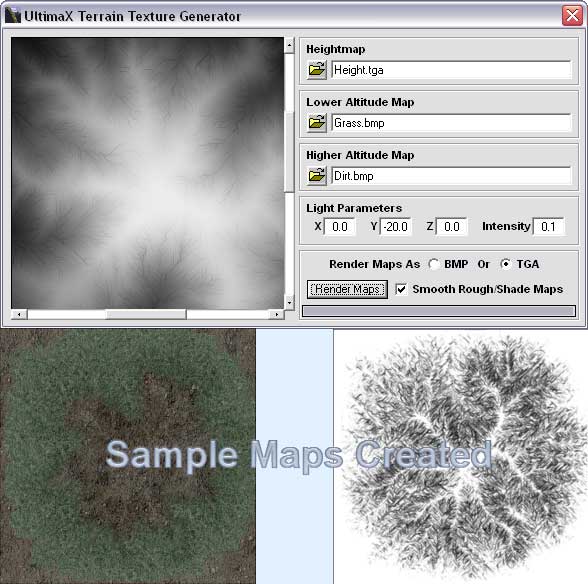 UltimaX Terrain Texture Generator
Heightmap
Height.tga
Lower Altitude Map
Grass.bmp
Higher Altitude Map
Dirt.bmp
Light Parameters
X 0.0 Y -20.0 Z 0.0 Intensity 0.1
Render Maps As BMP Or TGA
Render Maps Smooth Rough/Shade Maps
Sample Maps Created